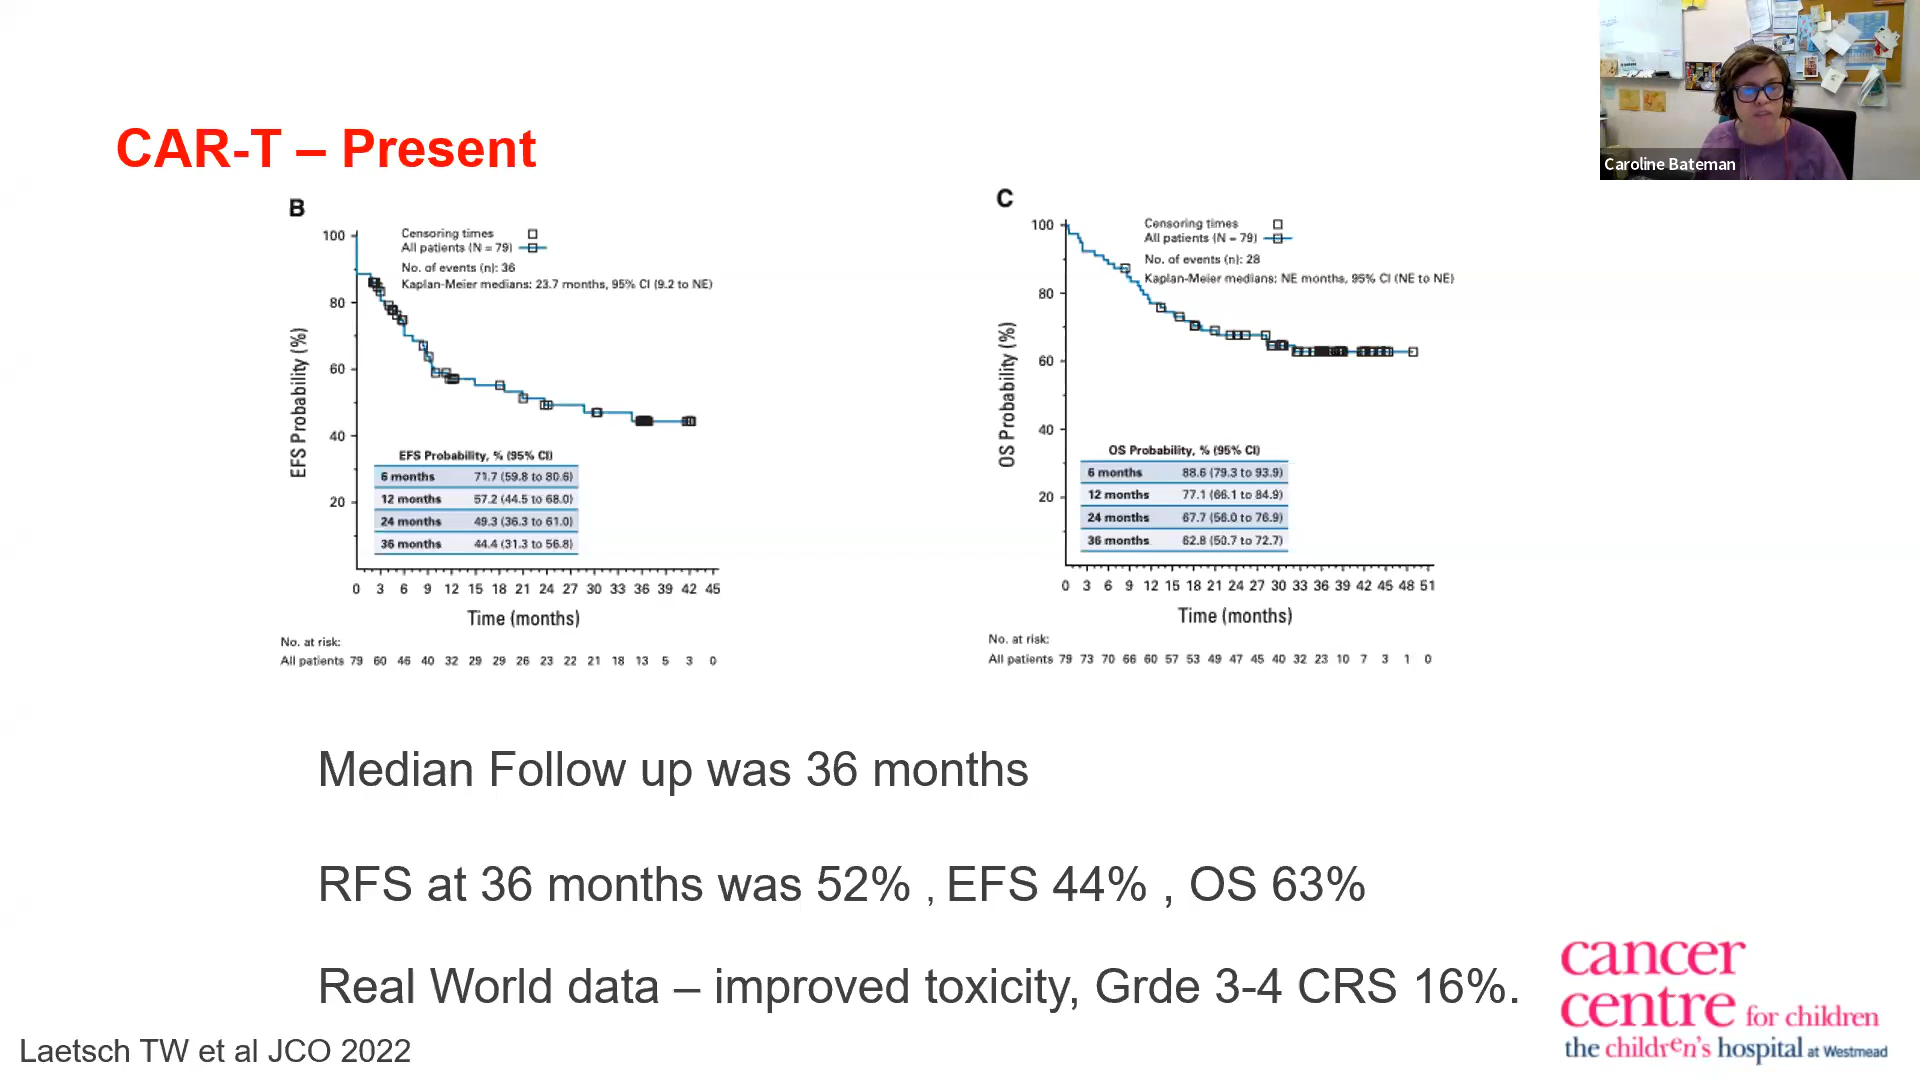 CAR-T – Present
Caroline Bateman
B
Censoring times
All patients (N = 79)
No. of events (n): 36
Kaplan-Meier medians: 23.7 months, 95% CI (9.2 to NE)
100
80
60
40
20
EFS Probability (%)
EFS Probability, % (95% CI)
6 months 71.7 (59.8 to 80.6)
12 months 57.2 (44.5 to 68.0)
24 months 49.3 (36.3 to 61.0)
36 months 44.4 (31.3 to 56.8)
0 3 6 9 12 15 18 21 24 27 30 33 36 39 42 45
Time (months)
No. at risk:
All patients 79 60 46 40 32 29 29 26 23 22 21 18 13 5 3 0
C
Censoring times
All patients (N = 79)
No. of events (n): 28
Kaplan-Meier medians: NE months, 95% CI (NE to NE)
100
80
60
40
20
OS Probability (%)
OS Probability, % (95% CI)
6 months 88.6 (79.3 to 93.9)
12 months 77.1 (66.1 to 84.9)
24 months 67.7 (56.0 to 76.9)
36 months 62.8 (50.7 to 72.7)
0 3 6 9 12 15 18 21 24 27 30 33 36 39 42 45 48 51
Time (months)
No. at risk:
All patients 79 73 70 66 60 57 53 49 47 45 40 32 23 10 7 3 1 0
Median Follow up was 36 months
RFS at 36 months was 52% , EFS 44% , OS 63%
Real World data – improved toxicity, Grde 3-4 CRS 16%.
Laetsch TW et al JCO 2022
cancer
centre for children
the children's hospital at Westmead